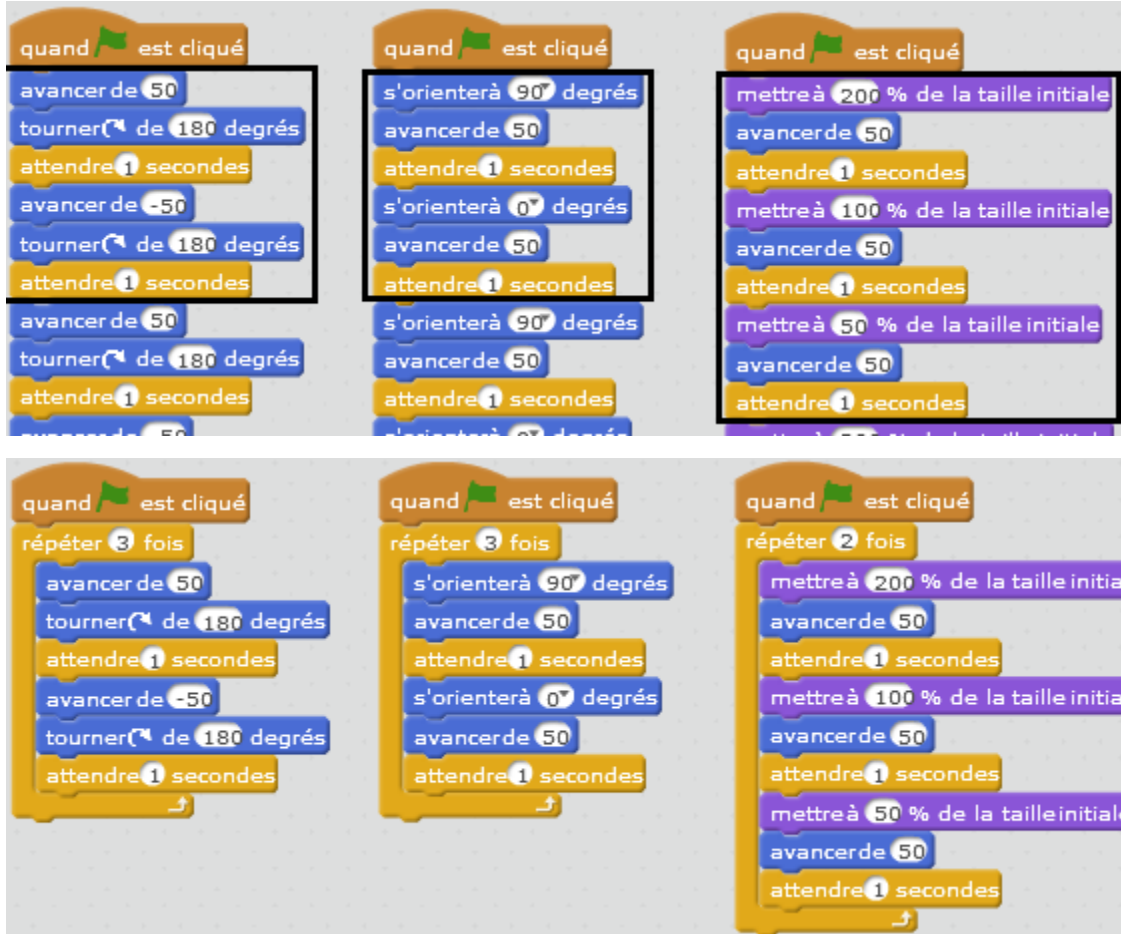 quand est cliqué
avancer de 50
tourner de 180 degrés
attendre 1 secondes
avancer de -50
tourner de 180 degrés
attendre 1 secondes
avancer de 50
tourner de 180 degrés
attendre 1 secondes
quand est cliqué
s'orienter à 90 degrés
avancer de 50
attendre 1 secondes
s'orienter à 0 degrés
avancer de 50
attendre 1 secondes
s'orienter à 90 degrés
avancer de 50
attendre 1 secondes
quand est cliqué
mettre à 200 % de la taille initiale
avancer de 50
attendre 1 secondes
mettre à 100 % de la taille initiale
avancer de 50
attendre 1 secondes
mettre à 50 % de la taille initiale
avancer de 50
attendre 1 secondes
quand est cliqué
répéter 3 fois
avancer de 50
tourner de 180 degrés
attendre 1 secondes
avancer de -50
tourner de 180 degrés
attendre 1 secondes
quand est cliqué
répéter 3 fois
s'orienter à 90 degrés
avancer de 50
attendre 1 secondes
s'orienter à 0 degrés
avancer de 50
attendre 1 secondes
quand est cliqué
répéter 2 fois
mettre à 200 % de la taille initia
avancer de 50
attendre 1 secondes
mettre à 100 % de la taille initia
avancer de 50
attendre 1 secondes
mettre à 50 % de la taille initial
avancer de 50
attendre 1 secondes